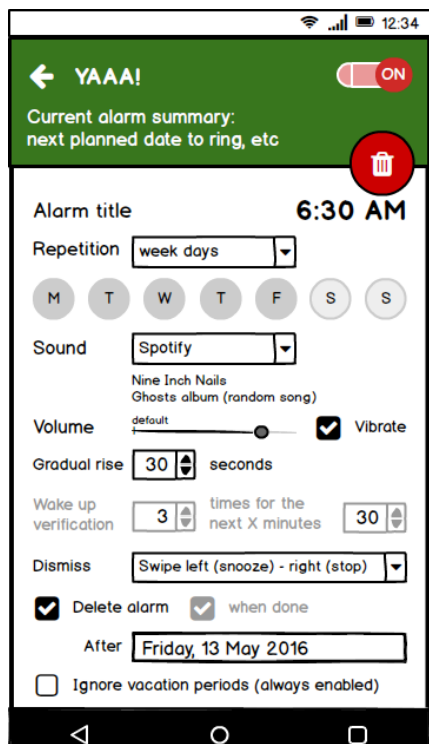 12:34
YAAA!
ON
Current alarm summary:
next planned date to ring, etc
Alarm title 6:30 AM
Repetition week days
M T W T F S S
Sound Spotify
Nine Inch Nails
Ghosts album (random song)
Volume default Vibrate
Gradual rise 30 seconds
Wake up verification 3 times for the next X minutes 30
Dismiss Swipe left (snooze) - right (stop)
Delete alarm when done
After Friday, 13 May 2016
Ignore vacation periods (always enabled)